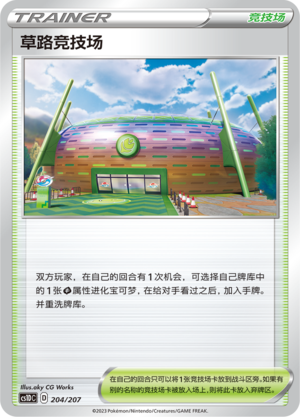 TRAINER 竞技场
草路竞技场
双方玩家，在自己的回合有1次机会，可选择自己牌库中
的1张属性进化宝可梦，在给对手看过之后，加入手牌。
并重洗牌库。
Illus.aky CG Works
CS1DC D 204/207
在自己的回合只可以将1张竞技场卡放到战斗区旁。如果有
别的名称的竞技场卡被放入场上，则将此卡放入弃牌区。
©2023 Pokémon/Nintendo/Creatures/GAME FREAK.